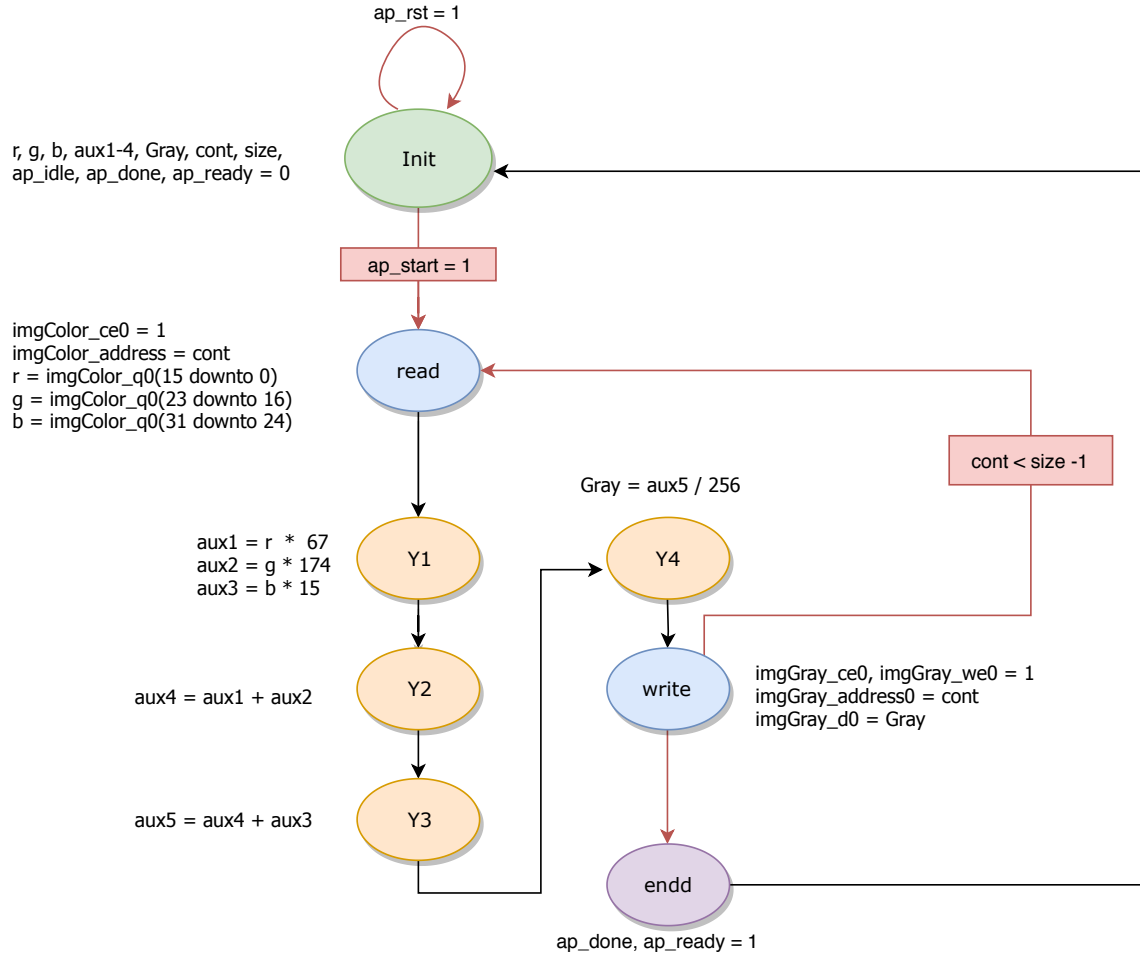 ap_rst = 1
Init
r, g, b, aux1-4, Gray, cont, size,
ap_idle, ap_done, ap_ready = 0
ap_start = 1
imgColor_ce0 = 1
imgColor_address = cont
r = imgColor_q0(15 downto 0)
g = imgColor_q0(23 downto 16)
b = imgColor_q0(31 downto 24)
read
cont < size -1
Gray = aux5 / 256
aux1 = r * 67
aux2 = g * 174
aux3 = b * 15
Y1
Y4
aux4 = aux1 + aux2
Y2
write
imgGray_ce0, imgGray_we0 = 1
imgGray_address0 = cont
imgGray_d0 = Gray
aux5 = aux4 + aux3
Y3
endd
ap_done, ap_ready = 1